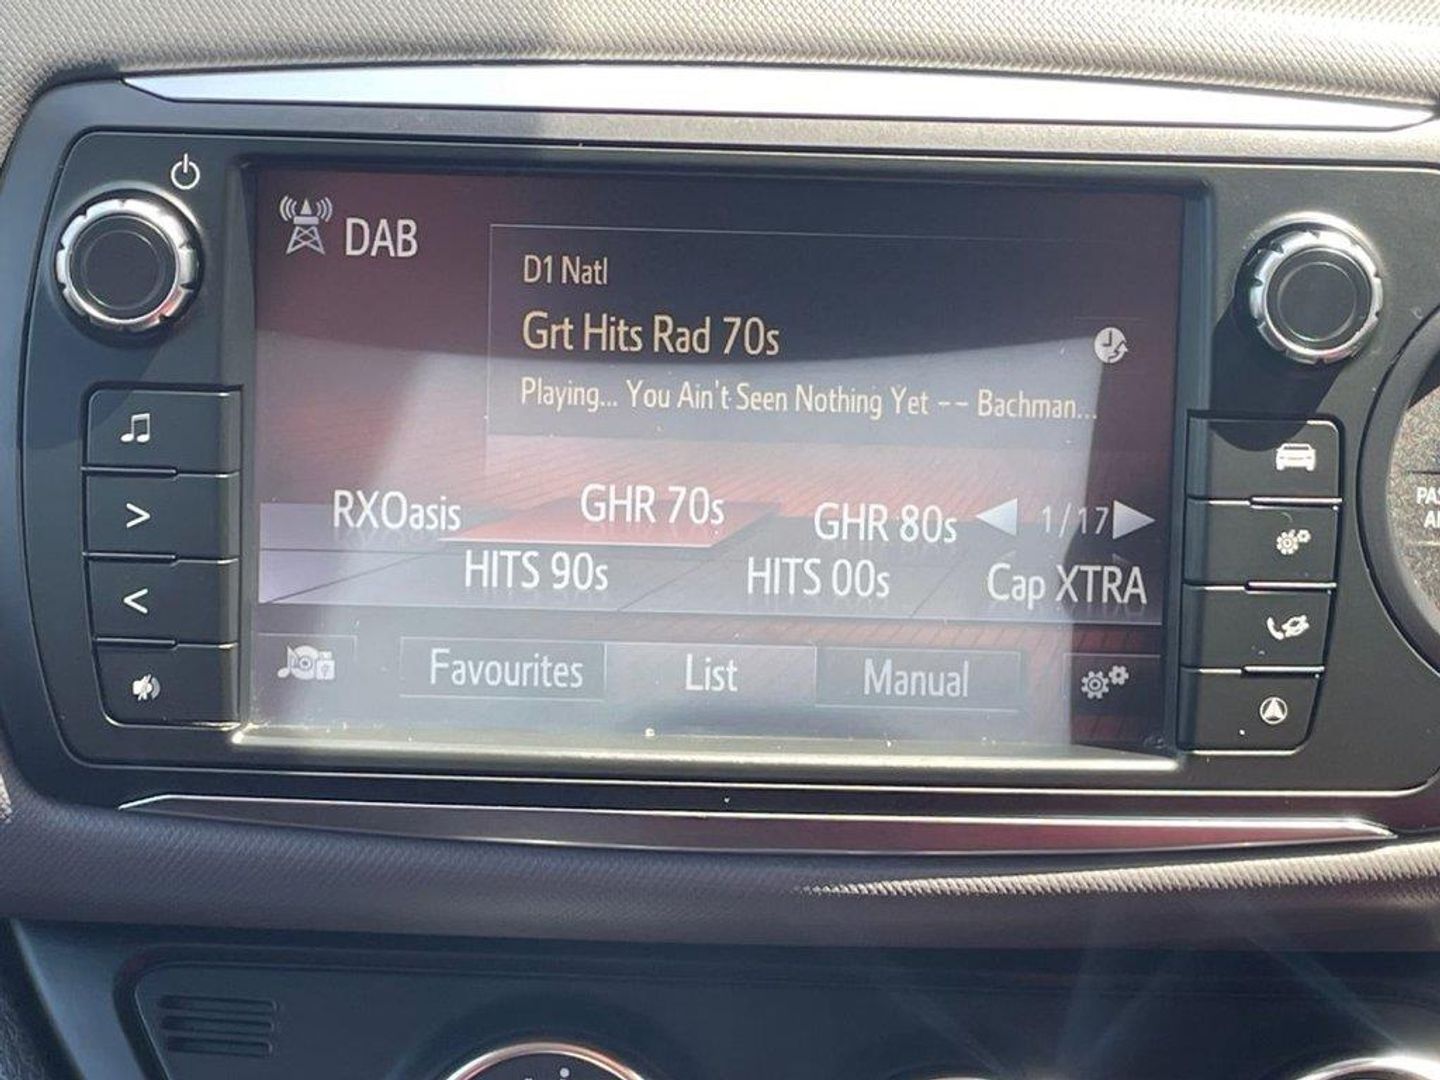 DAB
D1 Natl
Grt Hits Rad 70s
Playing... You Ain't Seen Nothing Yet -- Bachman...
RXOasis GHR 70s GHR 80s 1/17
HITS 90s HITS 00s Cap XTRA
Favourites List Manual